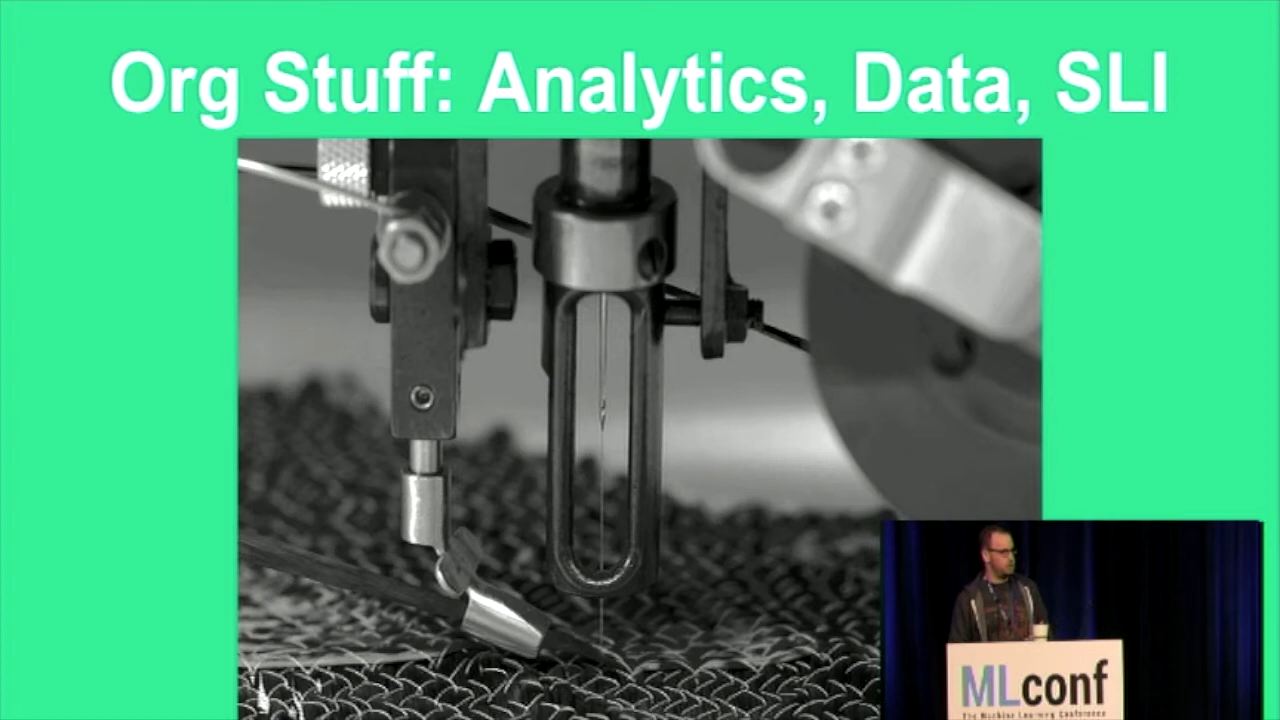 Org Stuff: Analytics, Data, SLI
MLconf
The Machine Learning Conference